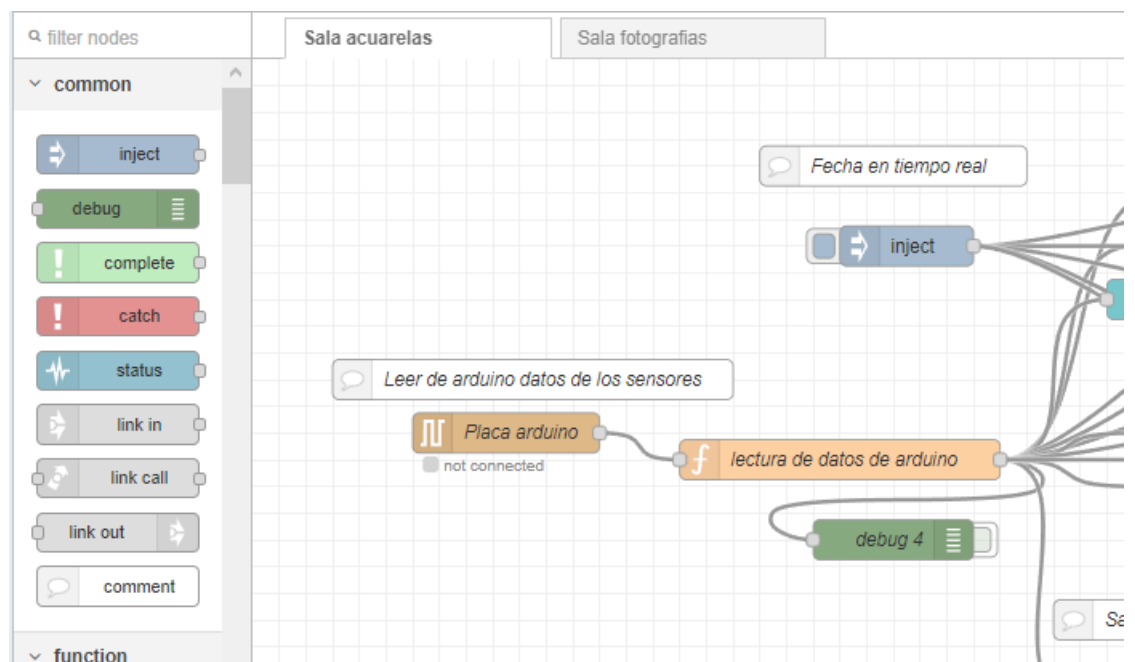 filter nodes
common
inject
debug
complete
catch
status
link in
link call
link out
comment
function
Sala acuarelas
Sala fotografias
Fecha en tiempo real
inject
Leer de arduino datos de los sensores
Placa arduino
not connected
lectura de datos de arduino
debug 4
Sa